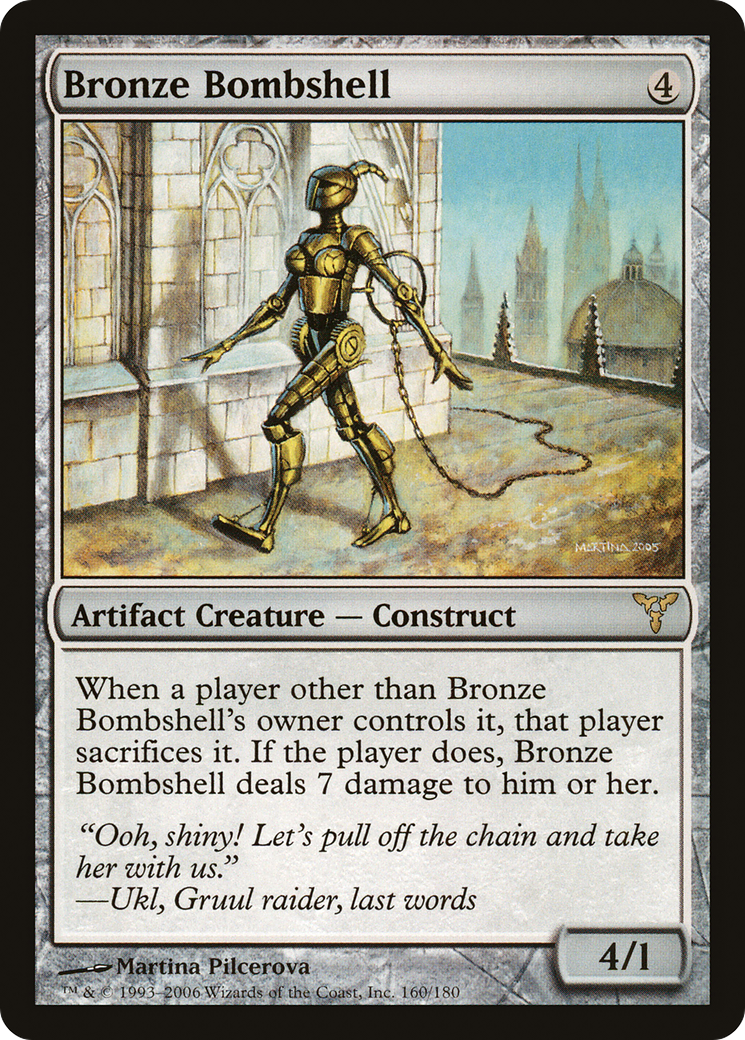 Bronze Bombshell
4
MARTINA 2005
Artifact Creature — Construct
When a player other than Bronze
Bombshell's owner controls it, that player
sacrifices it. If the player does, Bronze
Bombshell deals 7 damage to him or her.
“Ooh, shiny! Let's pull off the chain and take
her with us.”
—Ukl, Gruul raider, last words
4/1
Martina Pilcerova
™ & © 1993–2006 Wizards of the Coast, Inc. 160/180